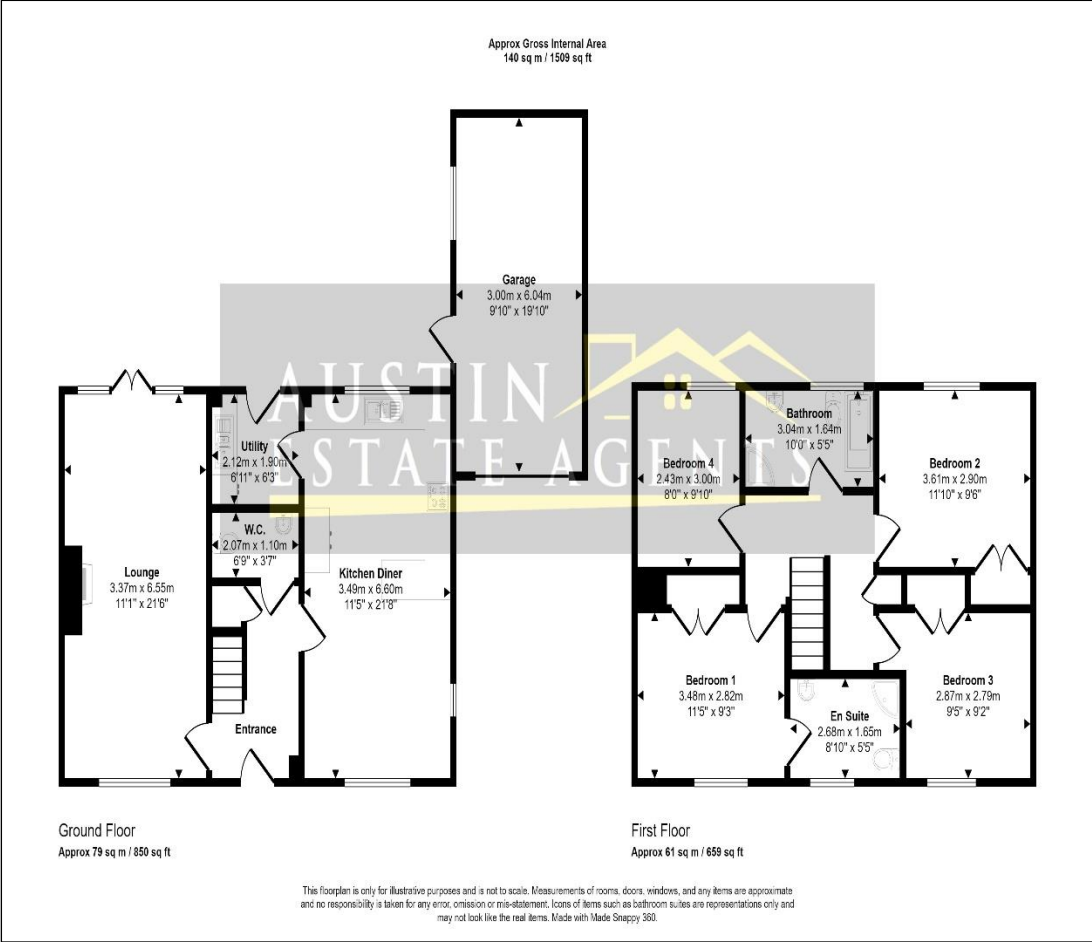 Approx Gross Internal Area
140 sq m / 1509 sq ft
Garage
3.00m x 6.04m
9'10" x 19'10"
AUSTIN
ESTATE AGENTS
Utility
2.12m x 1.90m
6'11" x 6'3"
W.C.
2.07m x 1.10m
6'9" x 3'7"
Lounge
3.37m x 6.55m
11'1" x 21'6"
Kitchen Diner
3.49m x 6.60m
11'5" x 21'8"
Entrance
Bathroom
3.04m x 1.64m
10'0" x 5'5"
Bedroom 4
2.43m x 3.00m
8'0" x 9'10"
Bedroom 2
3.61m x 2.90m
11'10" x 9'6"
Bedroom 1
3.48m x 2.82m
11'5" x 9'3"
En Suite
2.68m x 1.65m
8'10" x 5'5"
Bedroom 3
2.87m x 2.79m
9'5" x 9'2"
Ground Floor
Approx 79 sq m / 850 sq ft
First Floor
Approx 61 sq m / 659 sq ft
This floorplan is only for illustrative purposes and is not to scale. Measurements of rooms, doors, windows, and any items are approximate
and no responsibility is taken for any error, omission or mis-statement. Icons of items such as bathroom suites are representations only and
may not look like the real items. Made with Made Snappy 360.